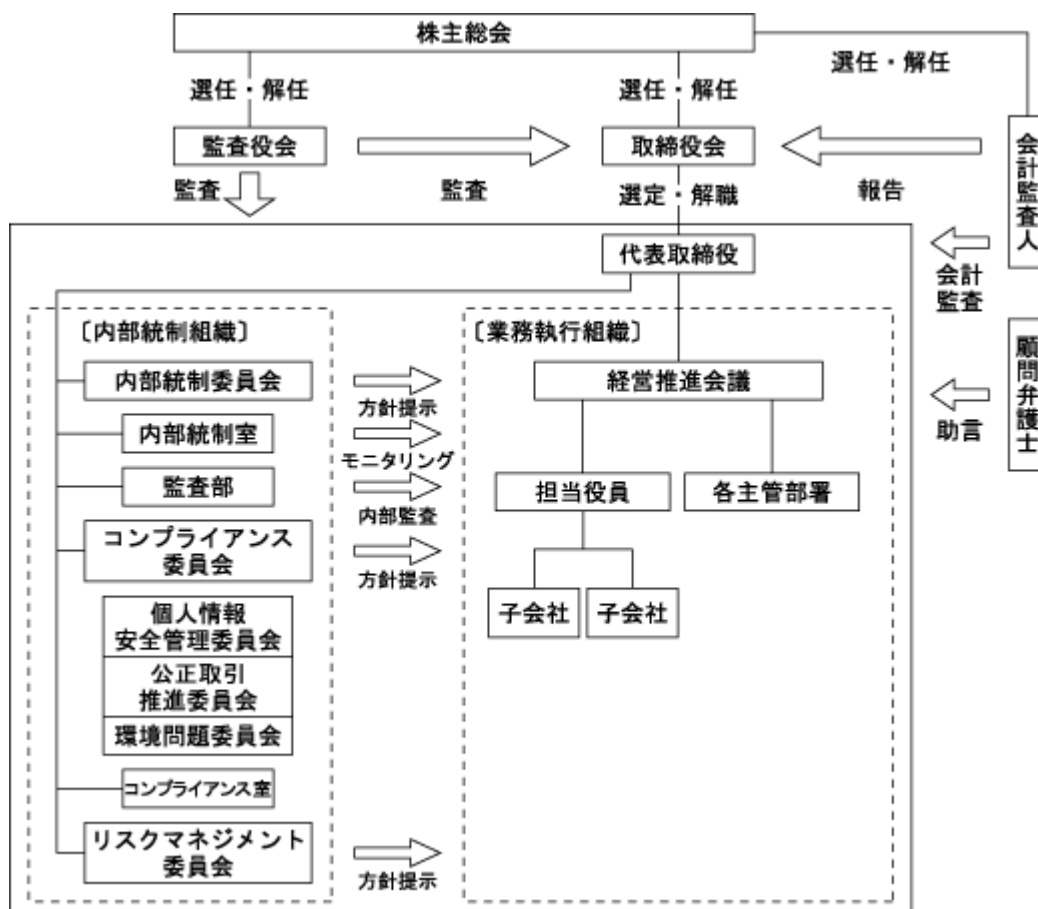 株主総会
選任・解任
選任・解任
選任・解任
監査役会
取締役会
会計監査人
監査
監査
選定・解職
報告
代表取締役
会計
監査
〔内部統制組織〕
〔業務執行組織〕
顧問弁護士
内部統制委員会
方針提示
経営推進会議
助言
内部統制室
モニタリング
監査部
内部監査
担当役員
各主管部署
コンプライアンス
委員会
方針提示
子会社
子会社
個人情報
安全管理委員会
公正取引
推進委員会
環境問題委員会
コンプライアンス室
リスクマネジメント
委員会
方針提示